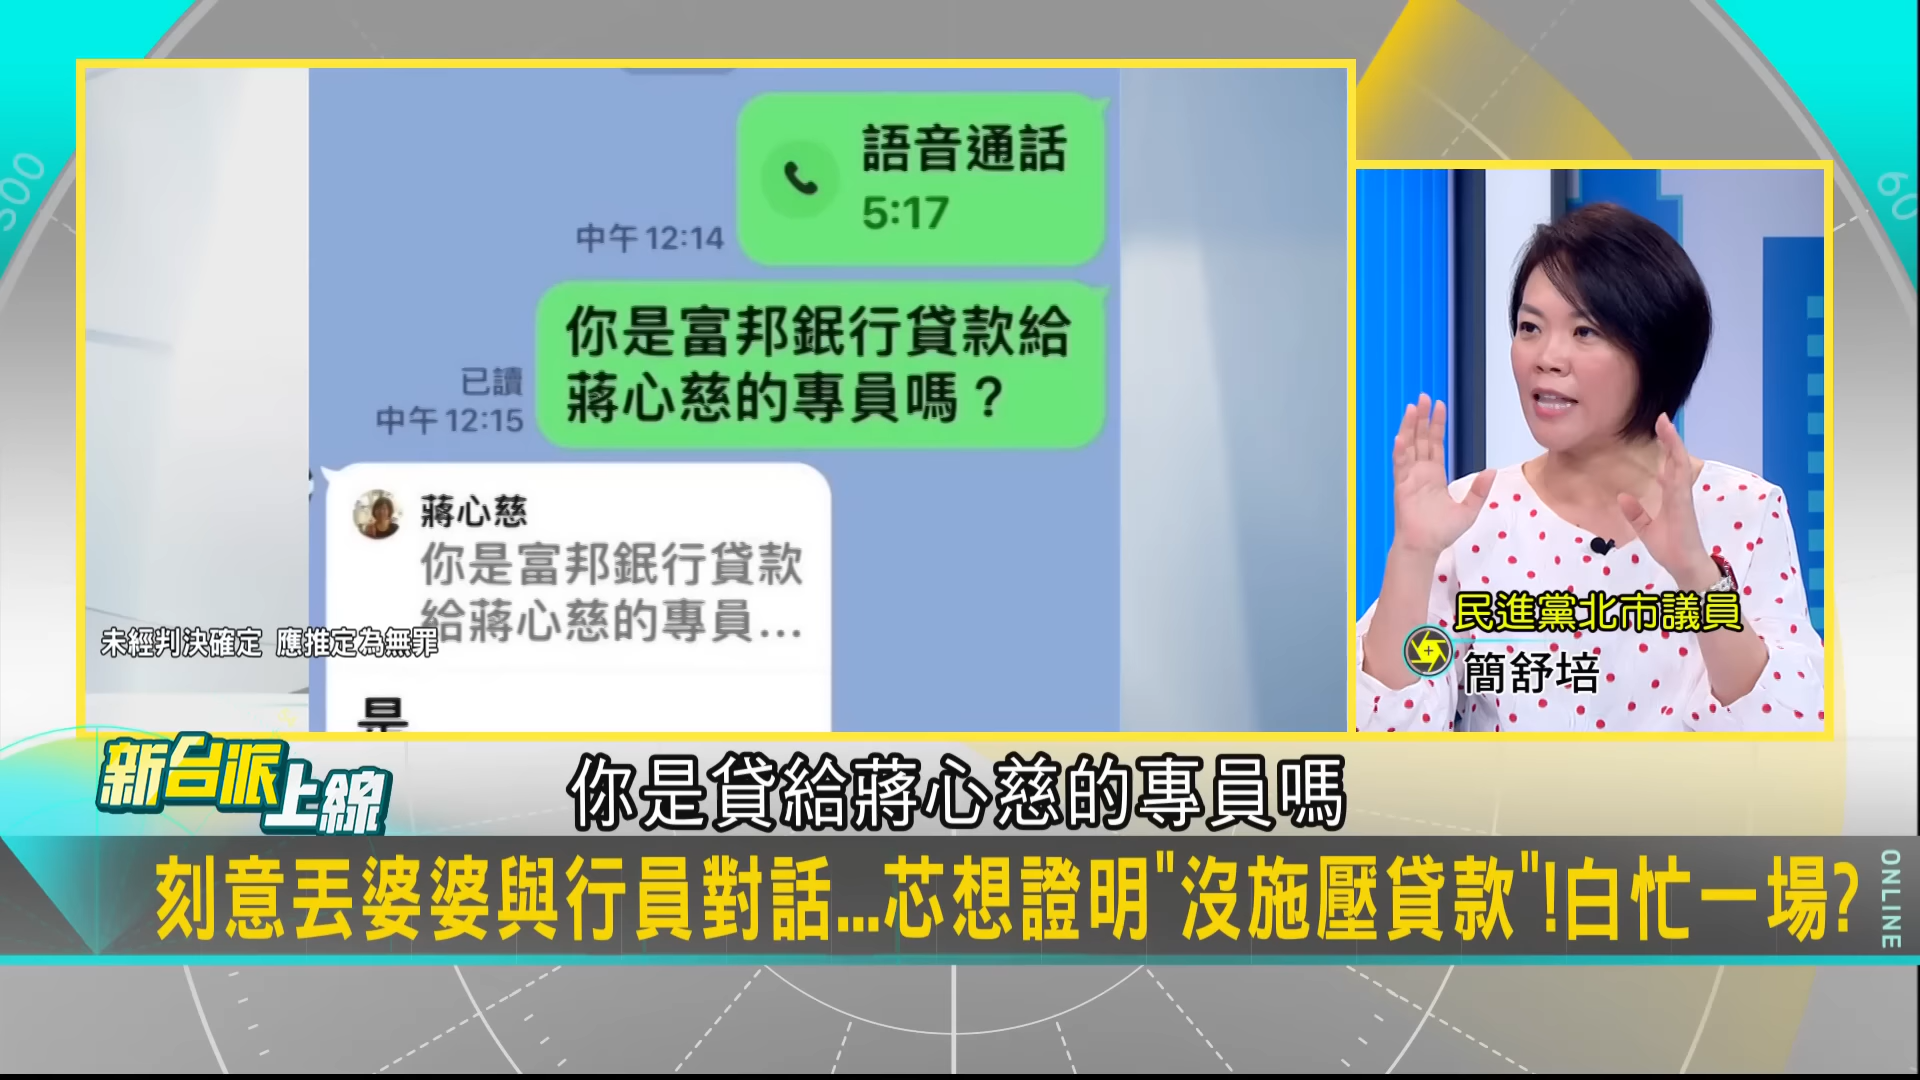 語音通話
5:17
中午 12:14
你是富邦銀行貸款給
蔣心慈的專員嗎？
已讀
中午 12:15
蔣心慈
你是富邦銀行貸款
給蔣心慈的專員...
是
未經判決確定 應推定為無罪
300
60
民進黨北市議員
簡舒培
新台派上線
你是貸給蔣心慈的專員嗎
刻意丟婆婆與行員對話...芯想證明"沒施壓貸款"!白忙一場?
ONLINE